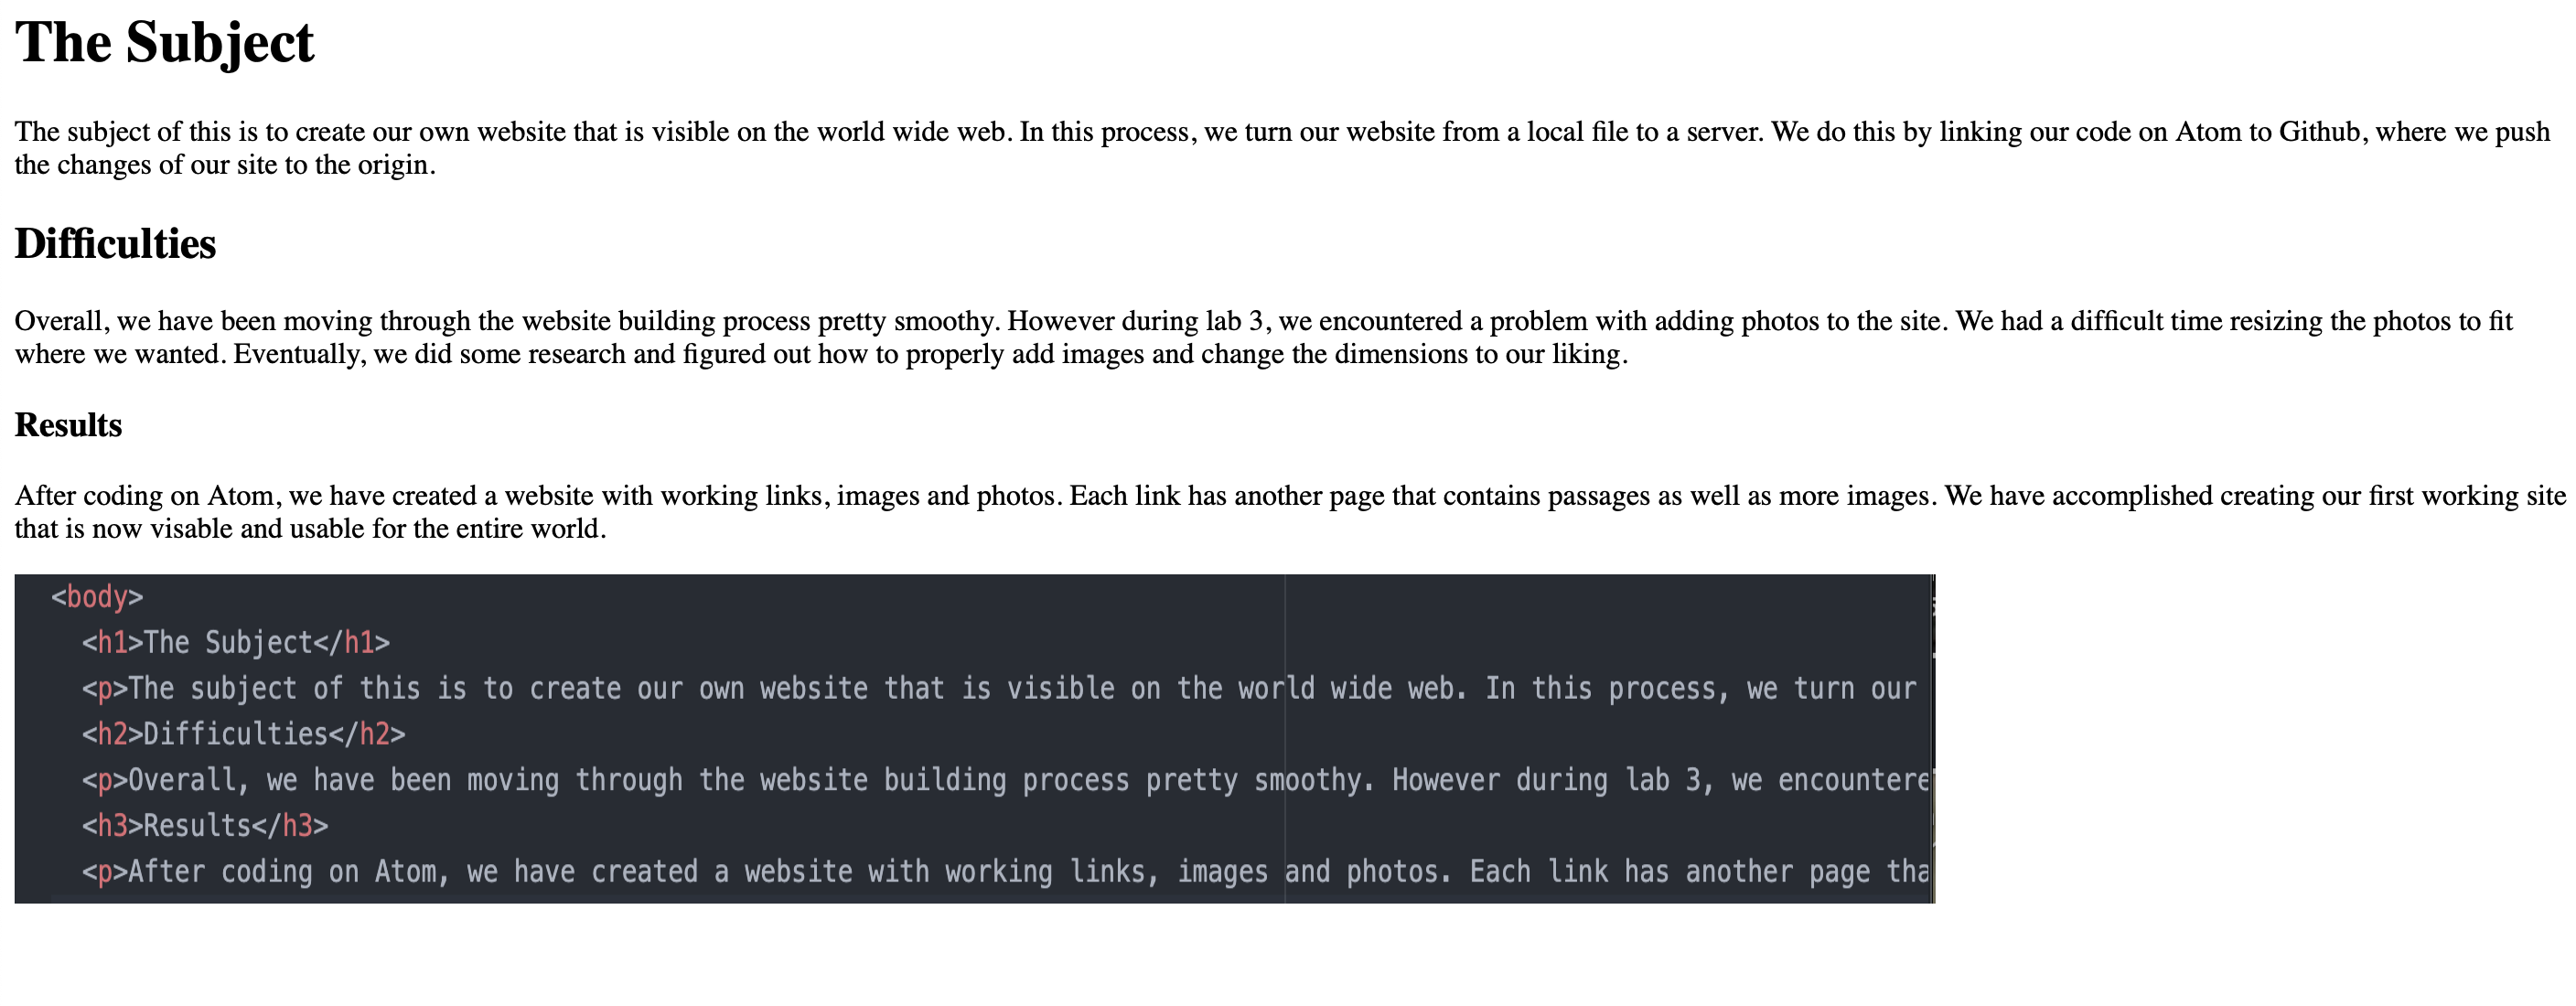 The Subject
The subject of this is to create our own website that is visible on the world wide web. In this process, we turn our website from a local file to a server. We do this by linking our code on Atom to Github, where we push
the changes of our site to the origin.
Difficulties
Overall, we have been moving through the website building process pretty smoothy. However during lab 3, we encountered a problem with adding photos to the site. We had a difficult time resizing the photos to fit
where we wanted. Eventually, we did some research and figured out how to properly add images and change the dimensions to our liking.
Results
After coding on Atom, we have created a website with working links, images and photos. Each link has another page that contains passages as well as more images. We have accomplished creating our first working site
that is now visable and usable for the entire world.
<body>
<h1>The Subject</h1>
<p>The subject of this is to create our own website that is visible on the world wide web. In this process, we turn our
<h2>Difficulties</h2>
<p>Overall, we have been moving through the website building process pretty smoothy. However during lab 3, we encountere
<h3>Results</h3>
<p>After coding on Atom, we have created a website with working links, images and photos. Each link has another page tha